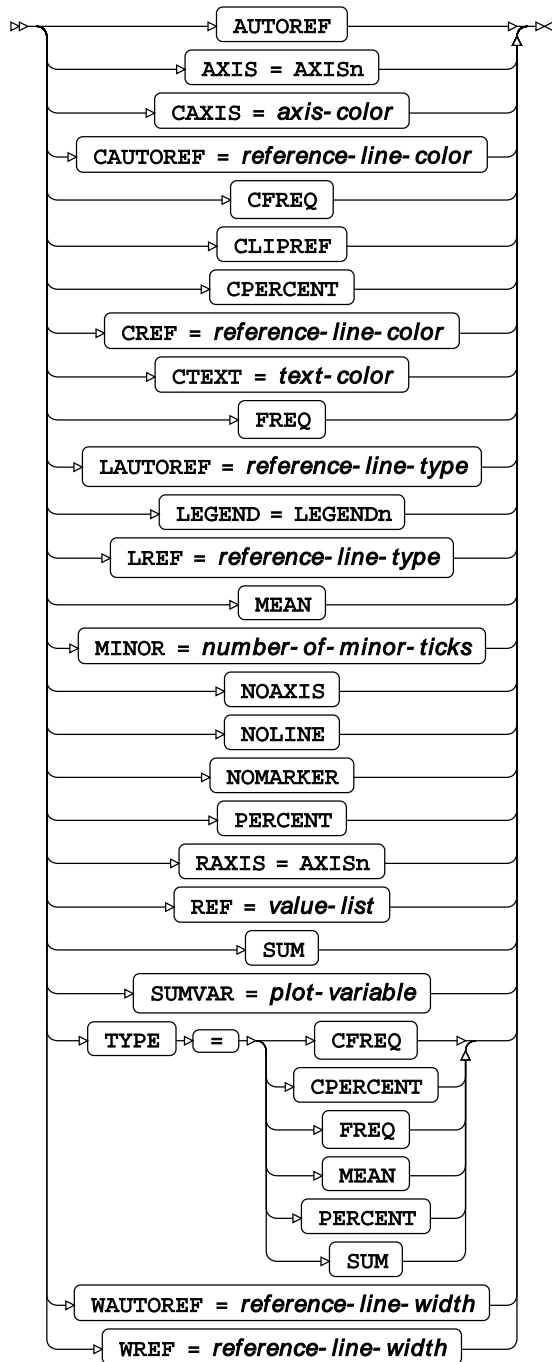 AUTOREF
AXIS = AXISn
CAXIS = axis-color
CAUTOREF = reference-line-color
CFREQ
CLIPREF
CPERCENT
CREF = reference-line-color
CTEXT = text-color
FREQ
LAUTOREF = reference-line-type
LEGEND = LEGENDn
LREF = reference-line-type
MEAN
MINOR = number-of-minor-ticks
NOAXIS
NOLINE
NOMARKER
PERCENT
RAXIS = AXISn
REF = value-list
SUM
SUMVAR = plot-variable
TYPE = CFREQ
CPERCENT
FREQ
MEAN
PERCENT
SUM
WAUTOREF = reference-line-width
WREF = reference-line-width